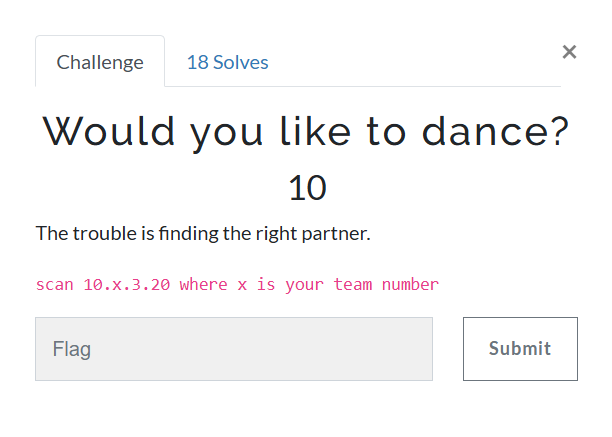 Challenge
18 Solves
×
Would you like to dance?
10
The trouble is finding the right partner.
scan 10.x.3.20 where x is your team number
Flag
Submit